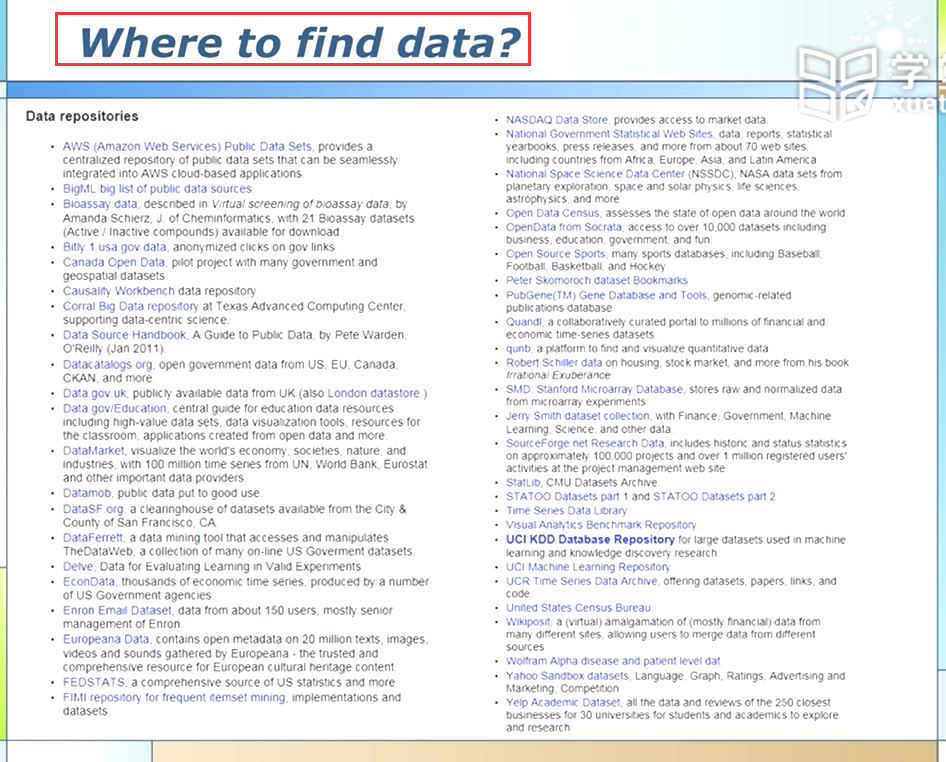 Where to find data?
学
xuet
Data repositories
AWS (Amazon Web Services) Public Data Sets, provides a
centralized repository of public data sets that can be seamlessly
integrated into AWS cloud-based applications.
BigML big list of public data sources.
Bioassay data, described in Virtual screening of bioassay data, by
Amanda Schierz, J. of Cheminformatics, with 21 Bioassay datasets
(Active / Inactive compounds) available for download.
Bitly 1.usa.gov data, anonymized clicks on gov links.
Canada Open Data, pilot project with many government and
geospatial datasets.
Causality Workbench data repository
Corral Big Data repository at Texas Advanced Computing Center,
supporting data-centric science.
Data Source Handbook, A Guide to Public Data, by Pete Warden,
O'Reilly (Jan 2011).
Datacatalogs.org, open government data from US, EU, Canada,
CKAN, and more.
Data.gov.uk, publicly available data from UK (also London datastore.)
Data.gov/Education, central guide for education data resources
including high-value data sets, data visualization tools, resources for
the classroom, applications created from open data and more.
DataMarket, visualize the world's economy, societies, nature, and
industries, with 100 million time series from UN, World Bank, Eurostat
and other important data providers.
Datamob, public data put to good use.
DataSF.org, a clearinghouse of datasets available from the City &
County of San Francisco, CA.
DataFerrett, a data mining tool that accesses and manipulates
TheDataWeb, a collection of many on-line US Goverment datasets.
Delve, Data for Evaluating Learning in Valid Experiments
EconData, thousands of economic time series, produced by a number
of US Government agencies.
Enron Email Dataset, data from about 150 users, mostly senior
management of Enron.
Europeana Data, contains open metadata on 20 million texts, images,
videos and sounds gathered by Europeana - the trusted and
comprehensive resource for European cultural heritage content
FEDSTATS, a comprehensive source of US statistics and more
FIMI repository for frequent itemset mining, implementations and
datasets.
NASDAQ Data Store, provides access to market data.
National Government Statistical Web Sites, data, reports, statistical
yearbooks, press releases, and more from about 70 web sites,
including countries from Africa, Europe, Asia, and Latin America.
National Space Science Data Center (NSSDC), NASA data sets from
planetary exploration, space and solar physics, life sciences,
astrophysics, and more
Open Data Census, assesses the state of open data around the world.
OpenData from Socrata, access to over 10,000 datasets including
business, education, government, and fun.
Open Source Sports, many sports databases, including Baseball,
Football, Basketball, and Hockey.
Peter Skomoroch dataset Bookmarks
PubGene(TM) Gene Database and Tools, genomic-related
publications database
Quandl, a collaboratively curated portal to millions of financial and
economic time-series datasets.
qunb, a platform to find and visualize quantitative data
Robert Schiller data on housing, stock market, and more from his book
Irrational Exuberance
SMD: Stanford Microarray Database, stores raw and normalized data
from microarray experiments.
Jerry Smith dataset collection, with Finance, Government, Machine
Learning, Science, and other data.
SourceForge.net Research Data, includes historic and status statistics
on approximately 100,000 projects and over 1 million registered users'
activities at the project management web site.
StatLib, CMU Datasets Archive.
STATOO Datasets part 1 and STATOO Datasets part 2
Time Series Data Library
Visual Analytics Benchmark Repository.
UCI KDD Database Repository for large datasets used in machine
learning and knowledge discovery research.
UCI Machine Learning Repository.
UCR Time Series Data Archive, offering datasets, papers, links, and
code.
United States Census Bureau.
Wikiposit, a (virtual) amalgamation of (mostly financial) data from
many different sites, allowing users to merge data from different
sources
Wolfram Alpha disease and patient level dat.
Yahoo Sandbox datasets, Language, Graph, Ratings, Advertising and
Marketing, Competition
Yelp Academic Dataset, all the data and reviews of the 250 closest
businesses for 30 universities for students and academics to explore
and research